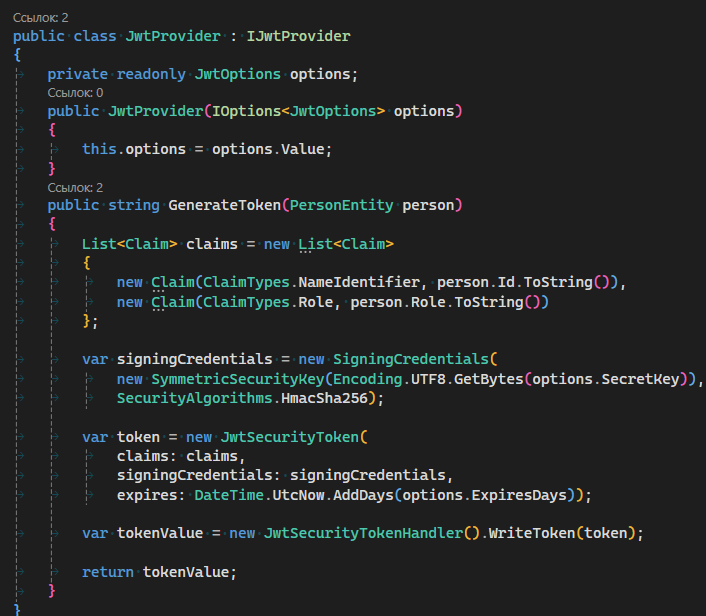 Ссылок: 2
public class JwtProvider : IJwtProvider
{
private readonly JwtOptions options;
Ссылок: 0
public JwtProvider(IOptions<JwtOptions> options)
{
this.options = options.Value;
}
Ссылок: 2
public string GenerateToken(PersonEntity person)
{
List<Claim> claims = new List<Claim>
{
new Claim(ClaimTypes.NameIdentifier, person.Id.ToString()),
new Claim(ClaimTypes.Role, person.Role.ToString())
};
var signingCredentials = new SigningCredentials(
new SymmetricSecurityKey(Encoding.UTF8.GetBytes(options.SecretKey)),
SecurityAlgorithms.HmacSha256);
var token = new JwtSecurityToken(
claims: claims,
signingCredentials: signingCredentials,
expires: DateTime.UtcNow.AddDays(options.ExpiresDays));
var tokenValue = new JwtSecurityTokenHandler().WriteToken(token);
return tokenValue;
}
}